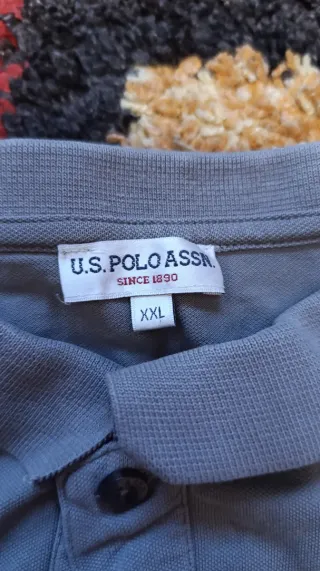 U.S. POLO ASSN.
SINCE 1890
XXL